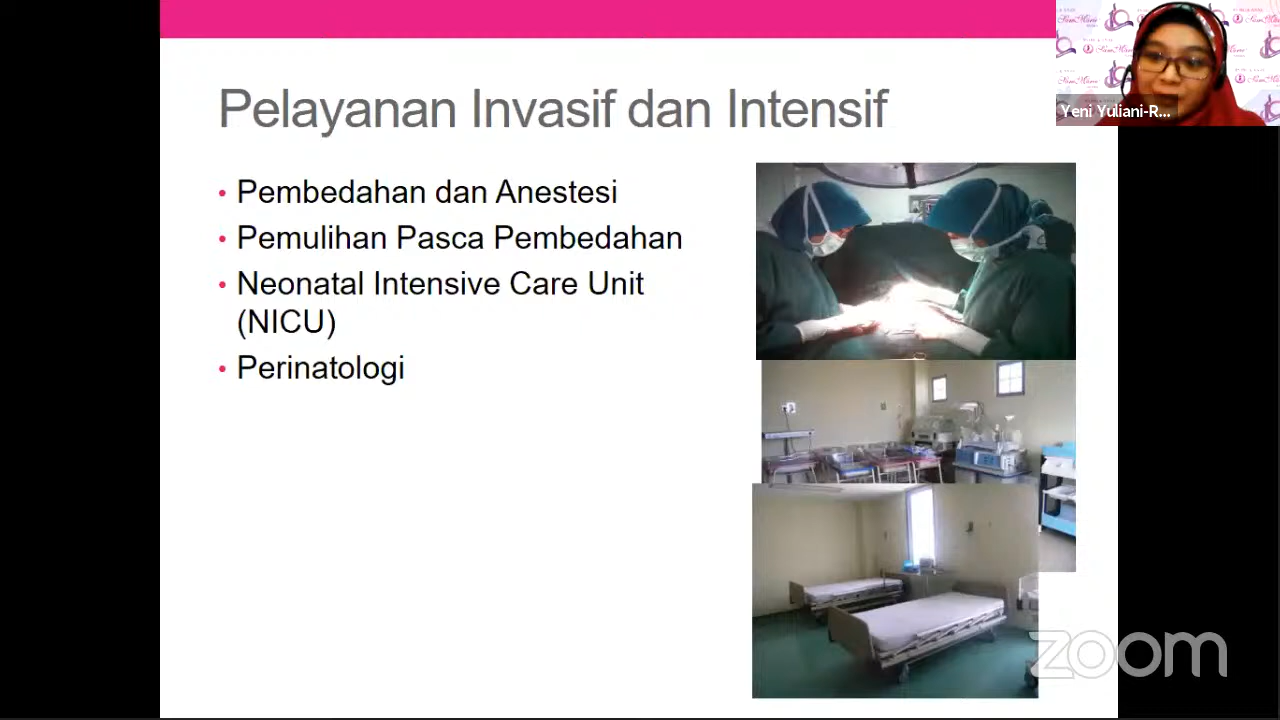 Pelayanan Invasif dan Intensif
• Pembedahan dan Anestesi
• Pemulihan Pasca Pembedahan
• Neonatal Intensive Care Unit
(NICU)
• Perinatologi
Yeni Yuliani-R...
zoom